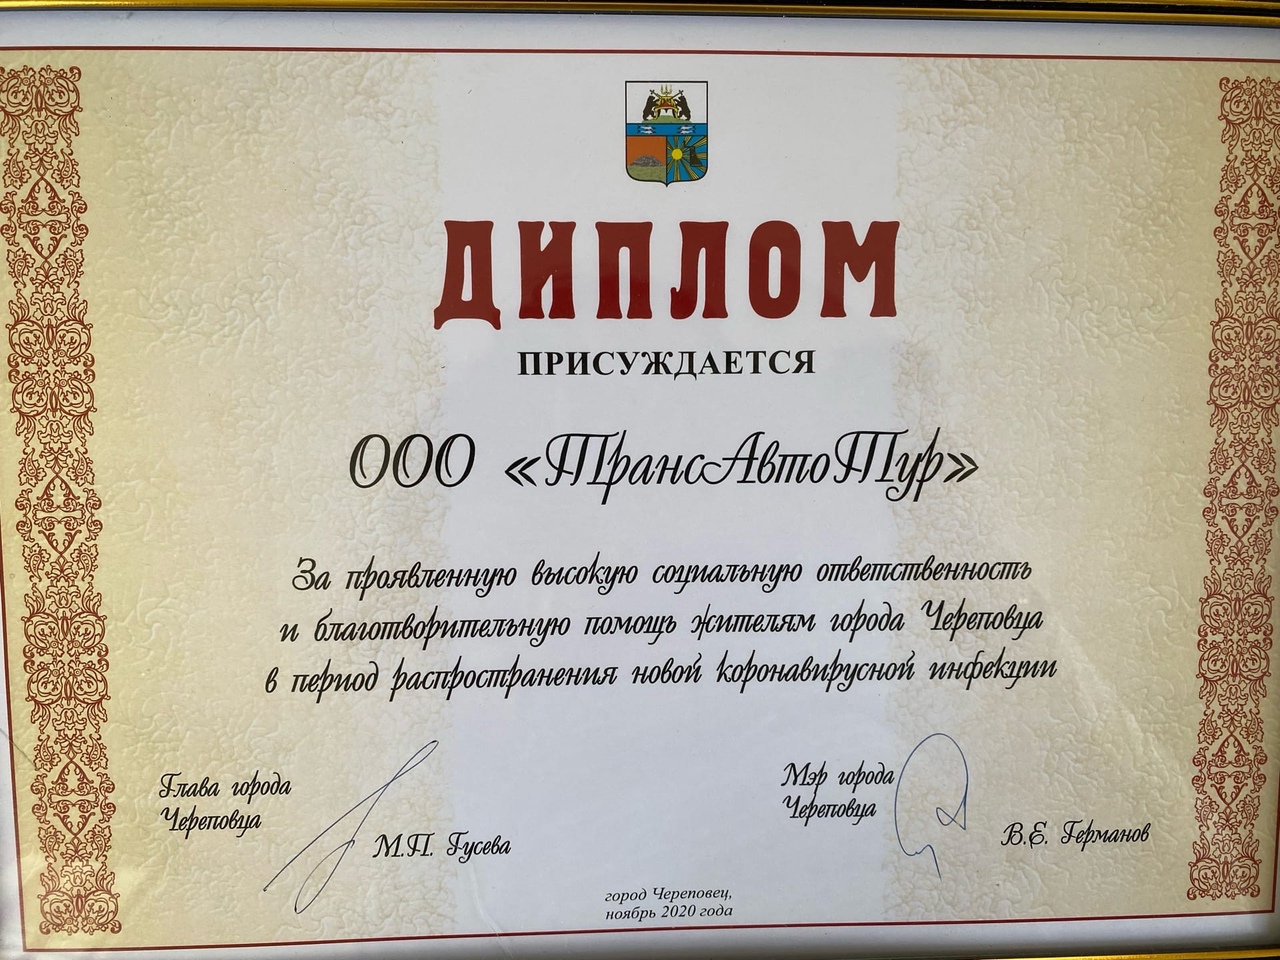 ДИПЛОМ
ПРИСУЖДАЕТСЯ
ООО «ТрансАвтоТур»
За проявленную высокую социальную ответственность
и благотворительную помощь жителям города Череповца
в период распространения новой коронавирусной инфекции
Глава города
Череповца
М.П. Гусева
Мэр города
Череповца
В.Е. Германов
город Череповец,
ноябрь 2020 года